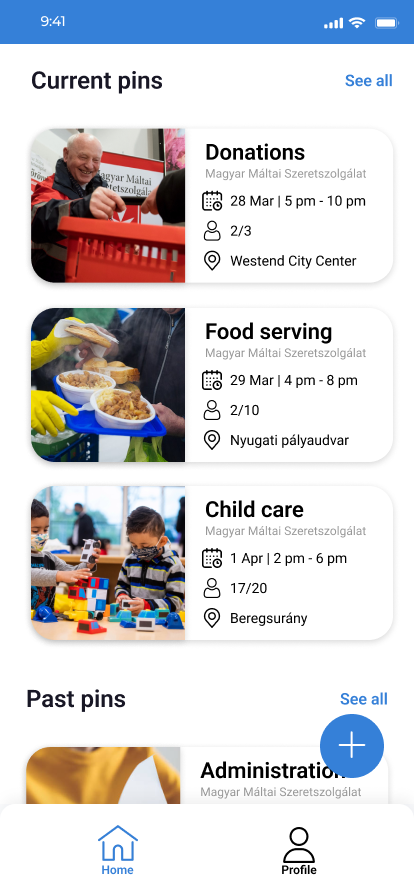 9:41
Current pins
See all
Magyar Máltai
Szeretszolgálat
Donations
Magyar Máltai Szeretszolgálat
28 Mar | 5 pm - 10 pm
2/3
Westend City Center
Food serving
Magyar Máltai Szeretszolgálat
29 Mar | 4 pm - 8 pm
2/10
Nyugati pályaudvar
Child care
Magyar Máltai Szeretszolgálat
1 Apr | 2 pm - 6 pm
17/20
Beregsurány
Past pins
See all
Administration
Magyar Máltai Szeretszolgálat
Home
Profile